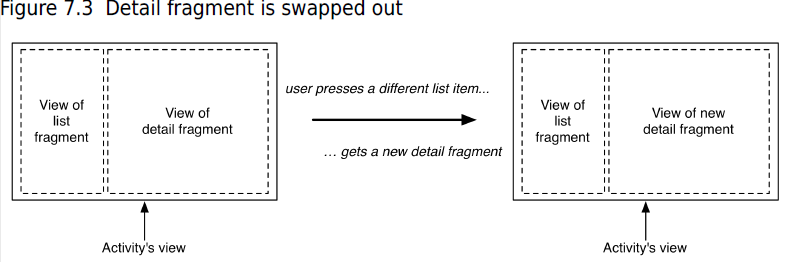 Figure 7.3 Detail fragment is swapped out
View of
list
fragment
View of
detail fragment
Activity's view
user presses a different list item...
... gets a new detail fragment
View of
list
fragment
View of new
detail fragment
Activity's view